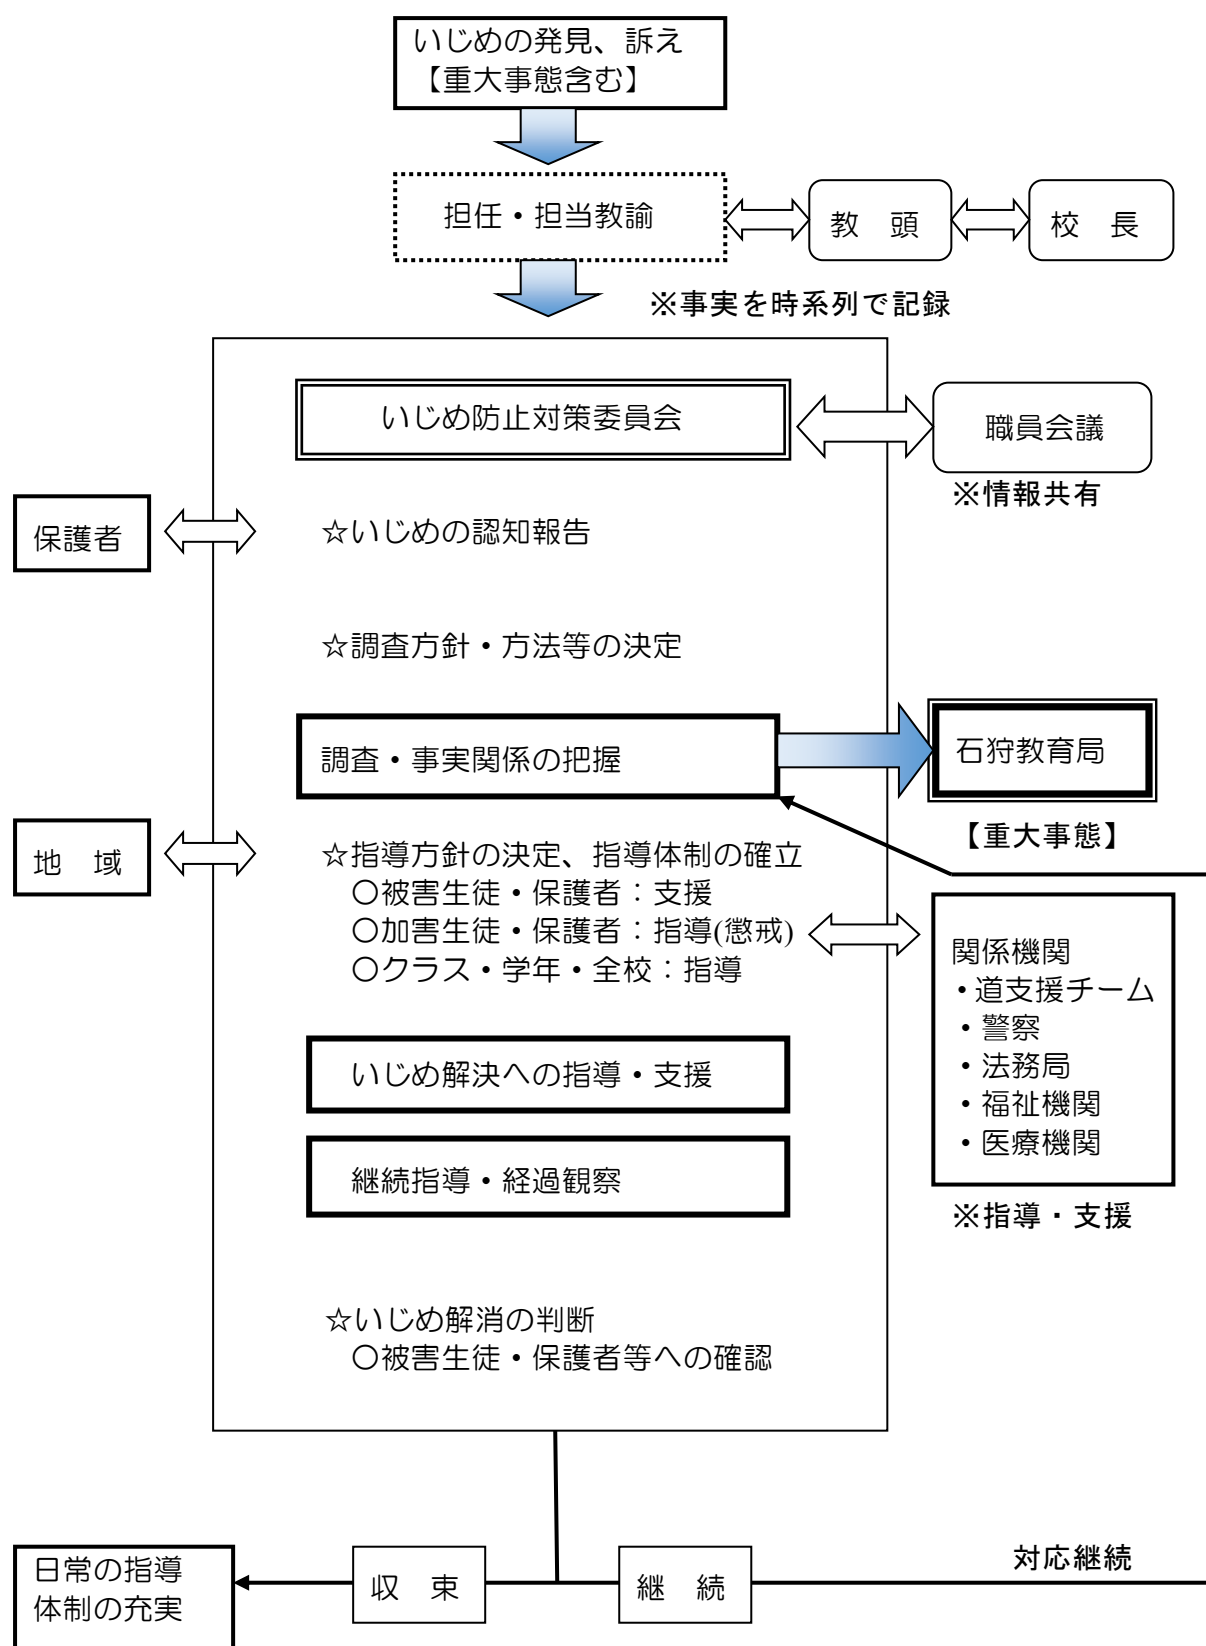 いじめの発見、訴え
【重大事態含む】
担任・担当教諭
教　頭
校　長
※事実を時系列で記録
いじめ防止対策委員会
職員会議
※情報共有
保護者
☆いじめの認知報告
☆調査方針・方法等の決定
調査・事実関係の把握
石狩教育局
【重大事態】
地　域
☆指導方針の決定、指導体制の確立
○被害生徒・保護者：支援
○加害生徒・保護者：指導(懲戒)
○クラス・学年・全校：指導
関係機関
・道支援チーム
・警察
・法務局
・福祉機関
・医療機関
※指導・支援
いじめ解決への指導・支援
継続指導・経過観察
☆いじめ解消の判断
○被害生徒・保護者等への確認
対応継続
日常の指導
体制の充実
収　束
継　続